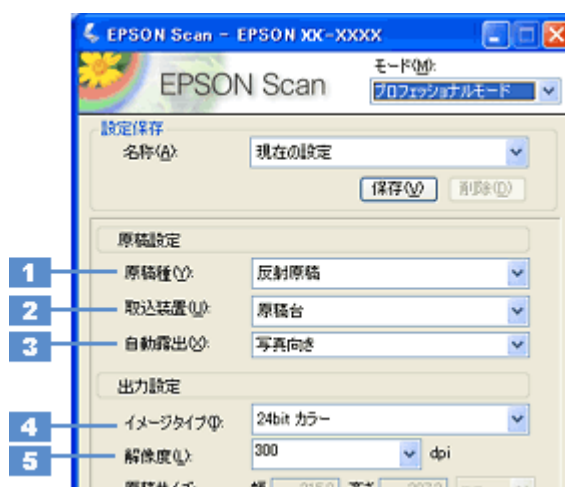 EPSON Scan - EPSON XX-XXXX
EPSON Scan
モード(M):
プロフェッショナルモード
設定保存
名称(A):
現在の設定
保存(V)
削除(D)
原稿設定
1
原稿種(Y):
反射原稿
2
取込装置(U):
原稿台
3
自動露出(X):
写真向き
出力設定
4
イメージタイプ(I):
24bit カラー
5
解像度(L):
300
dpi